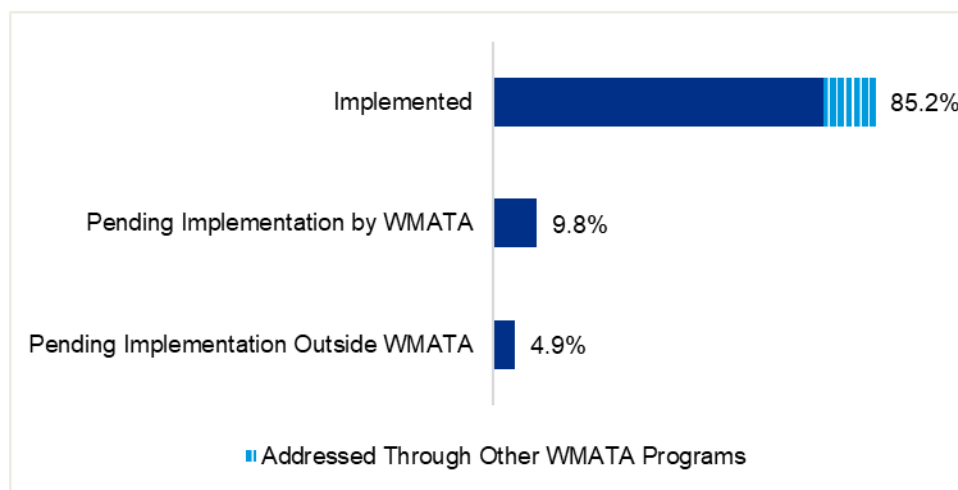 Implemented 85.2%
Pending Implementation by WMATA 9.8%
Pending Implementation Outside WMATA 4.9%
Addressed Through Other WMATA Programs